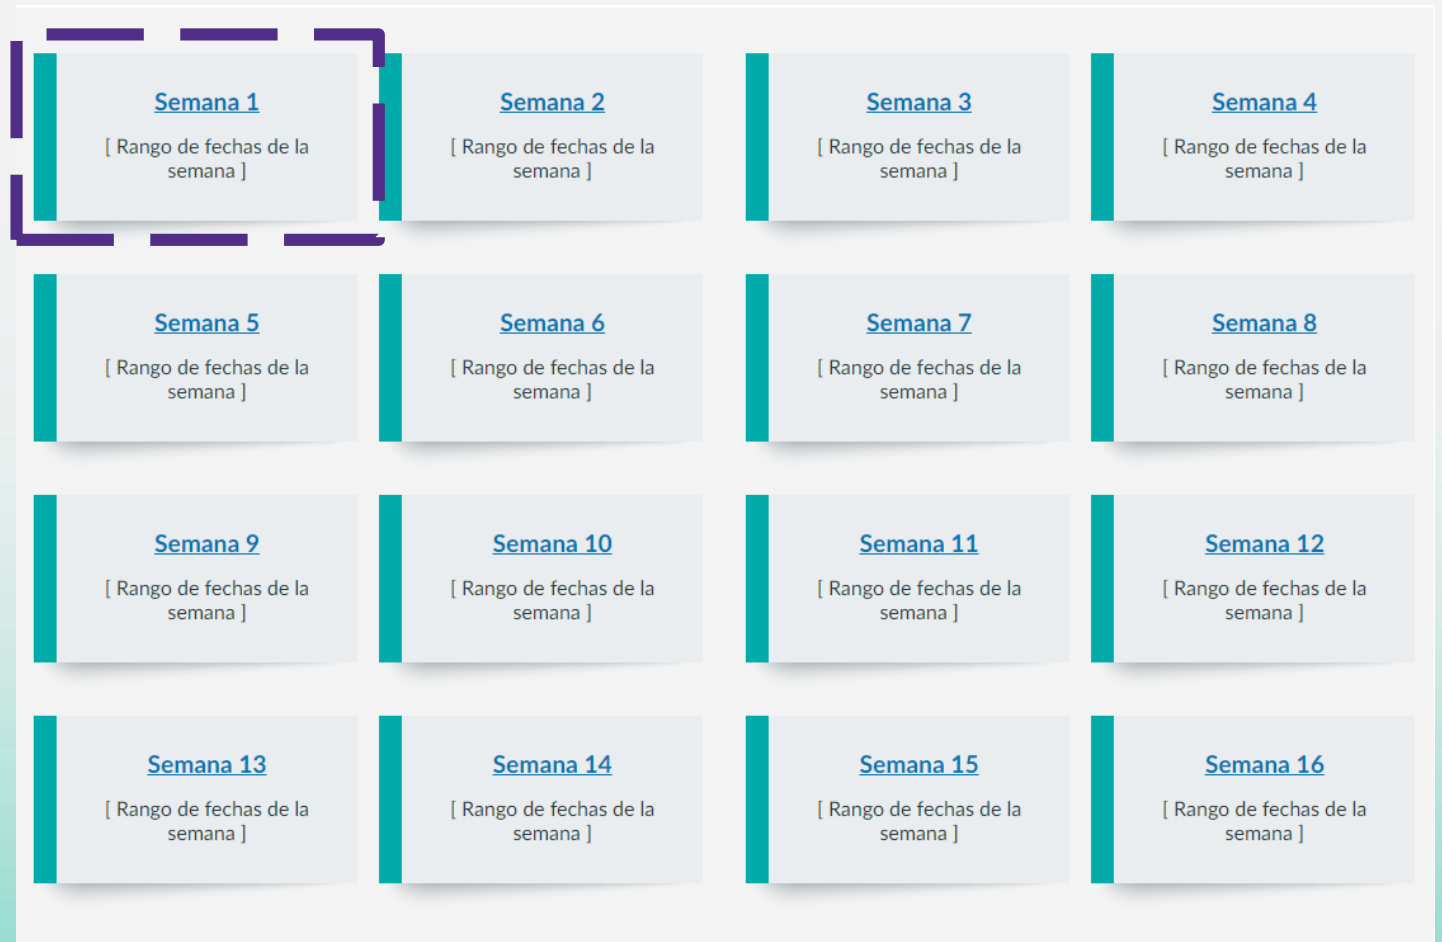 Semana 1
[ Rango de fechas de la
semana ]
Semana 2
[ Rango de fechas de la
semana ]
Semana 3
[ Rango de fechas de la
semana ]
Semana 4
[ Rango de fechas de la
semana ]
Semana 5
[ Rango de fechas de la
semana ]
Semana 6
[ Rango de fechas de la
semana ]
Semana 7
[ Rango de fechas de la
semana ]
Semana 8
[ Rango de fechas de la
semana ]
Semana 9
[ Rango de fechas de la
semana ]
Semana 10
[ Rango de fechas de la
semana ]
Semana 11
[ Rango de fechas de la
semana ]
Semana 12
[ Rango de fechas de la
semana ]
Semana 13
[ Rango de fechas de la
semana ]
Semana 14
[ Rango de fechas de la
semana ]
Semana 15
[ Rango de fechas de la
semana ]
Semana 16
[ Rango de fechas de la
semana ]